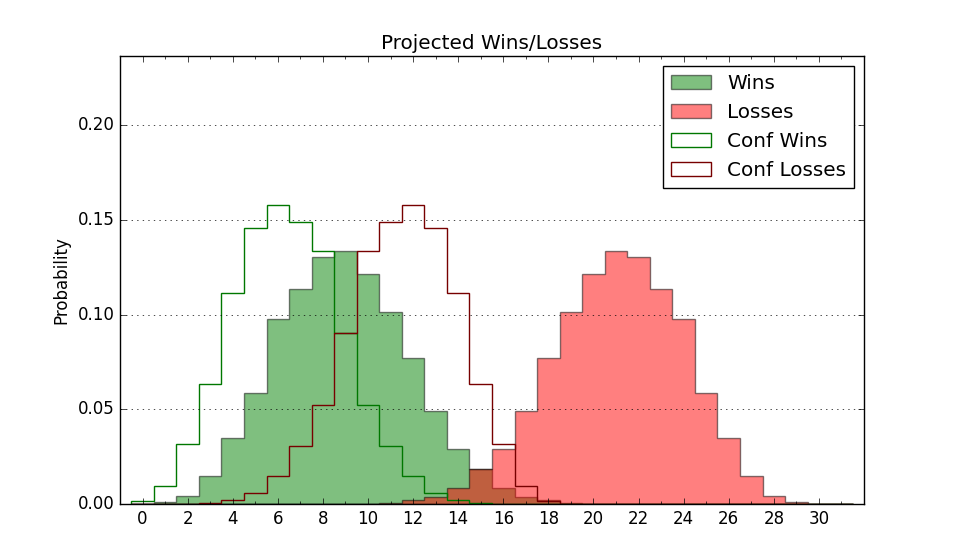 Projected Wins/Losses
Wins
Losses
Conf Wins
Conf Losses
Probability
0.20
0.15
0.10
0.05
0.00
0 2 4 6 8 10 12 14 16 18 20 22 24 26 28 30